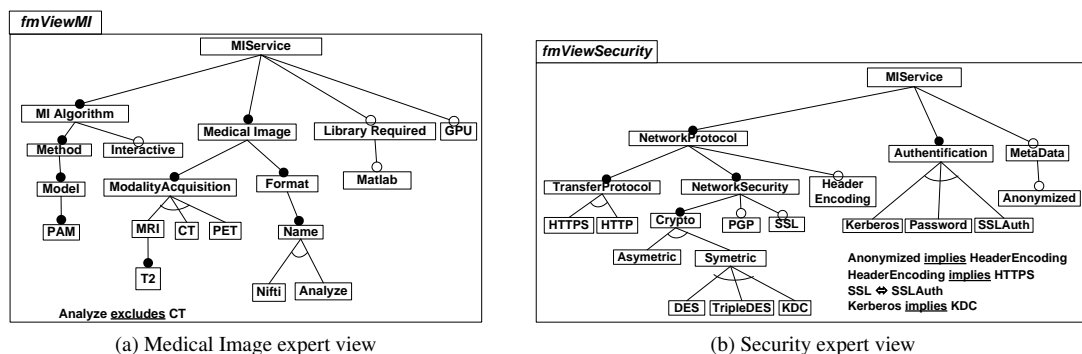 fmViewMI
MIService
MI Algorithm
Medical Image
Library Required
GPU
Method
Interactive
Matlab
Model
ModalityAcquisition
Format
PAM
MRI
CT
PET
Name
T2
Nifti
Analyze
Analyze excludes CT
(a) Medical Image expert view
fmViewSecurity
MIService
NetworkProtocol
Authentification
MetaData
TransferProtocol
NetworkSecurity
Header
Encoding
Anonymized
HTTPS
HTTP
Crypto
PGP
SSL
Kerberos
Password
SSLAuth
Asymetric
Symetric
DES
TripleDES
KDC
Anonymized implies HeaderEncoding
HeaderEncoding implies HTTPS
SSL ⇔ SSLAuth
Kerberos implies KDC
(b) Security expert view